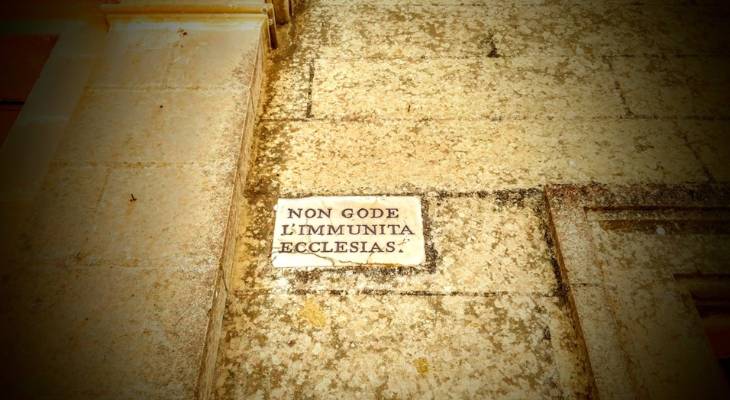 NON GODE
L'IMMUNITA
ECCLESIAS.